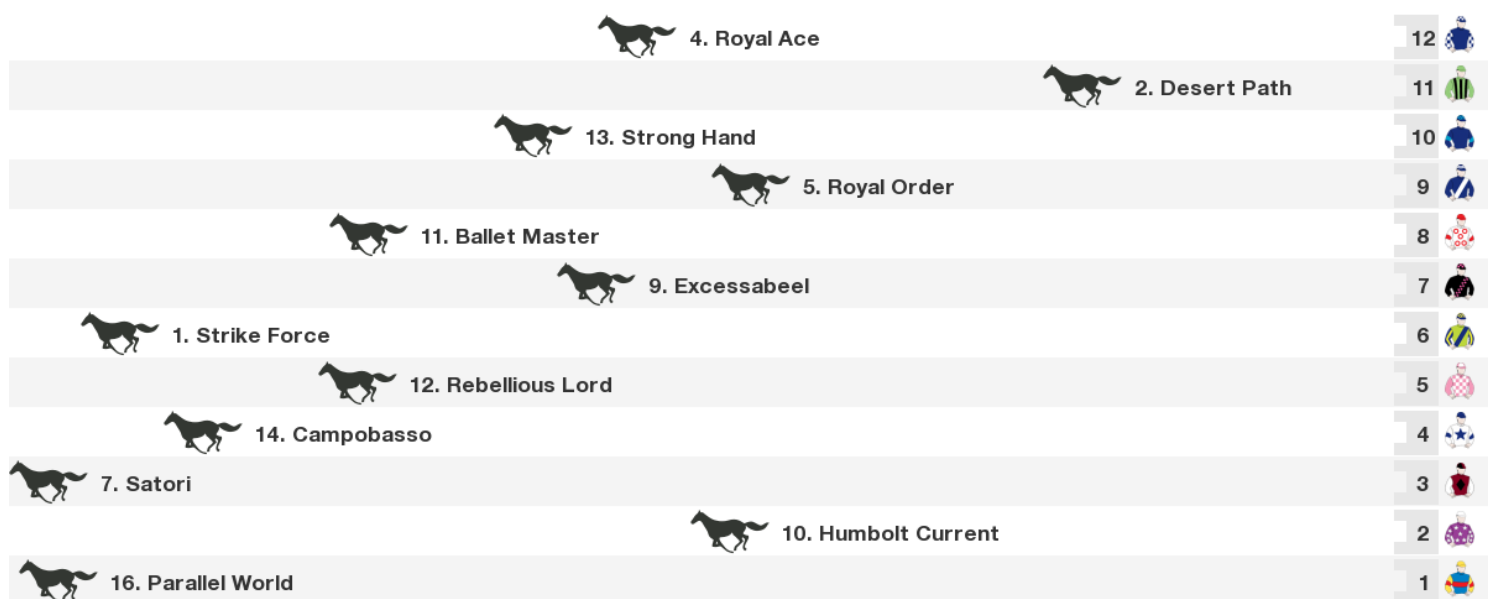 4. Royal Ace 12
2. Desert Path 11
13. Strong Hand 10
5. Royal Order 9
11. Ballet Master 8
9. Excessabeel 7
1. Strike Force 6
12. Rebellious Lord 5
14. Campobasso 4
7. Satori 3
10. Humbolt Current 2
16. Parallel World 1